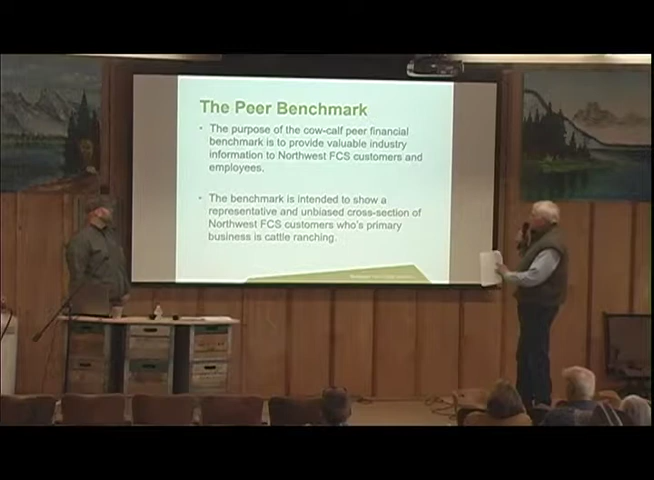 The Peer Benchmark
• The purpose of the cow-calf peer financial
benchmark is to provide valuable industry
information to Northwest FCS customers and
employees.
• The benchmark is intended to show a
representative and unbiased cross-section of
Northwest FCS customers who's primary
business is cattle ranching.